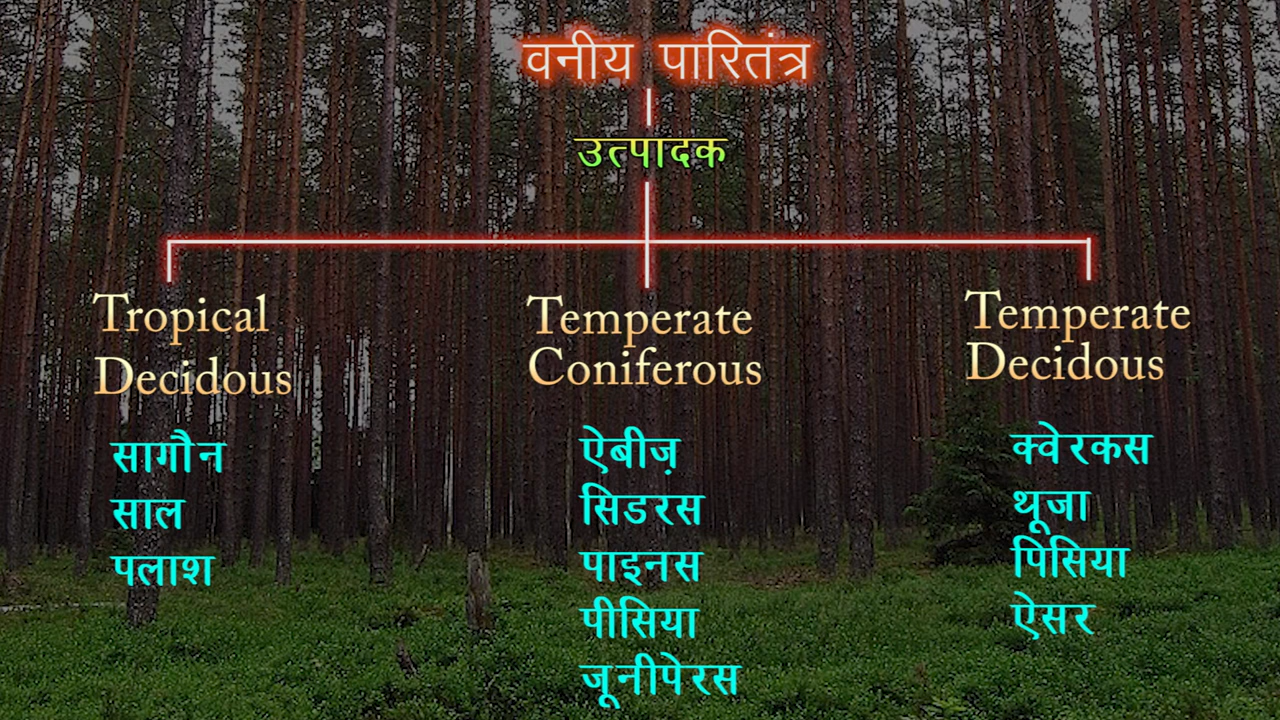 वनीय पारितंत्र
उत्पादक
Tropical
Decidous
सागौन
साल
पलाश
Temperate
Coniferous
ऐबीज़
सिडरस
पाइनस
पीसिया
जूनीपेरस
Temperate
Decidous
क्वेरकस
थूजा
पिसिया
ऐसर